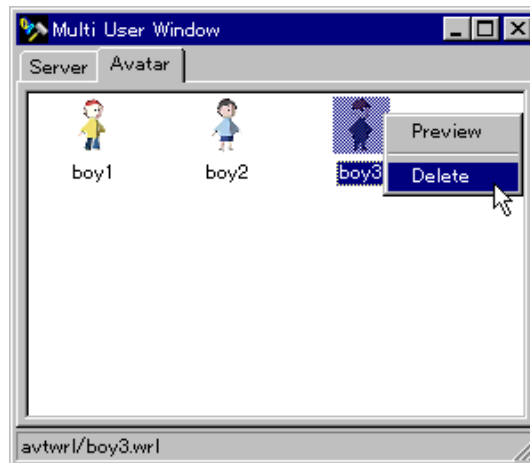 Multi User Window
Server Avatar
boy1 boy2 boy3
Preview
Delete
avtwrl/boy3.wrl